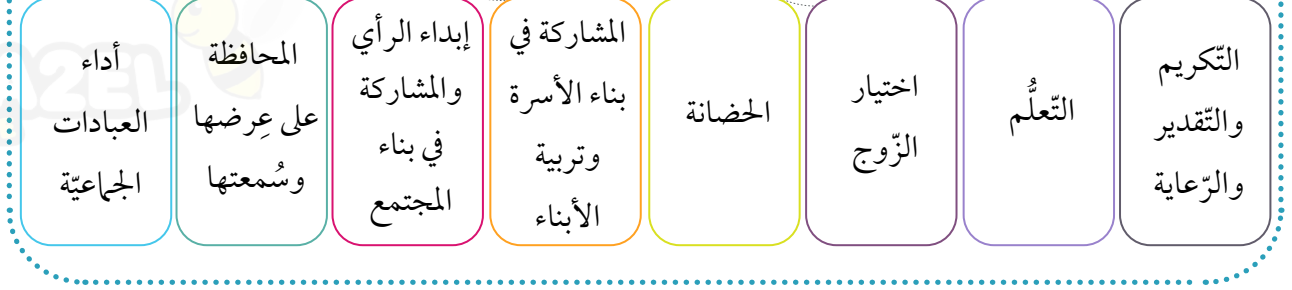 التّكريم
والتّقدير
والرّعاية
التّعلُّم
اختيار
الزّوج
الحضانة
المشاركة في
بناء الأسرة
وتربية
الأبناء
إبداء الرأي
والمشاركة
في بناء
المجتمع
المحافظة
على عِرضها
وسُمعتها
أداء
العبادات
الجماعيّة